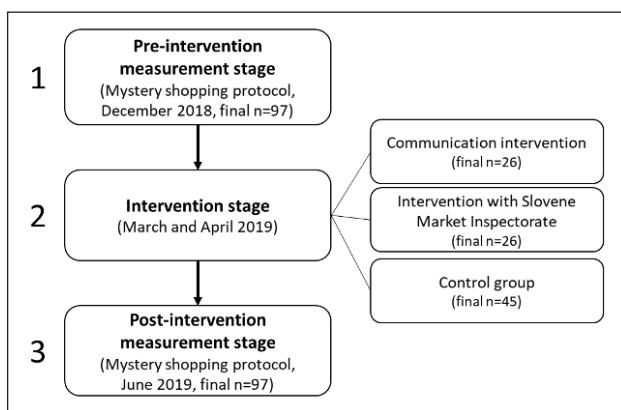 1
Pre-intervention
measurement stage
(Mystery shopping protocol,
December 2018, final n=97)
2
Intervention stage
(March and April 2019)
Communication intervention
(final n=26)
Intervention with Slovene
Market Inspectorate
(final n=26)
Control group
(final n=45)
3
Post-intervention
measurement stage
(Mystery shopping protocol,
June 2019, final n=97)